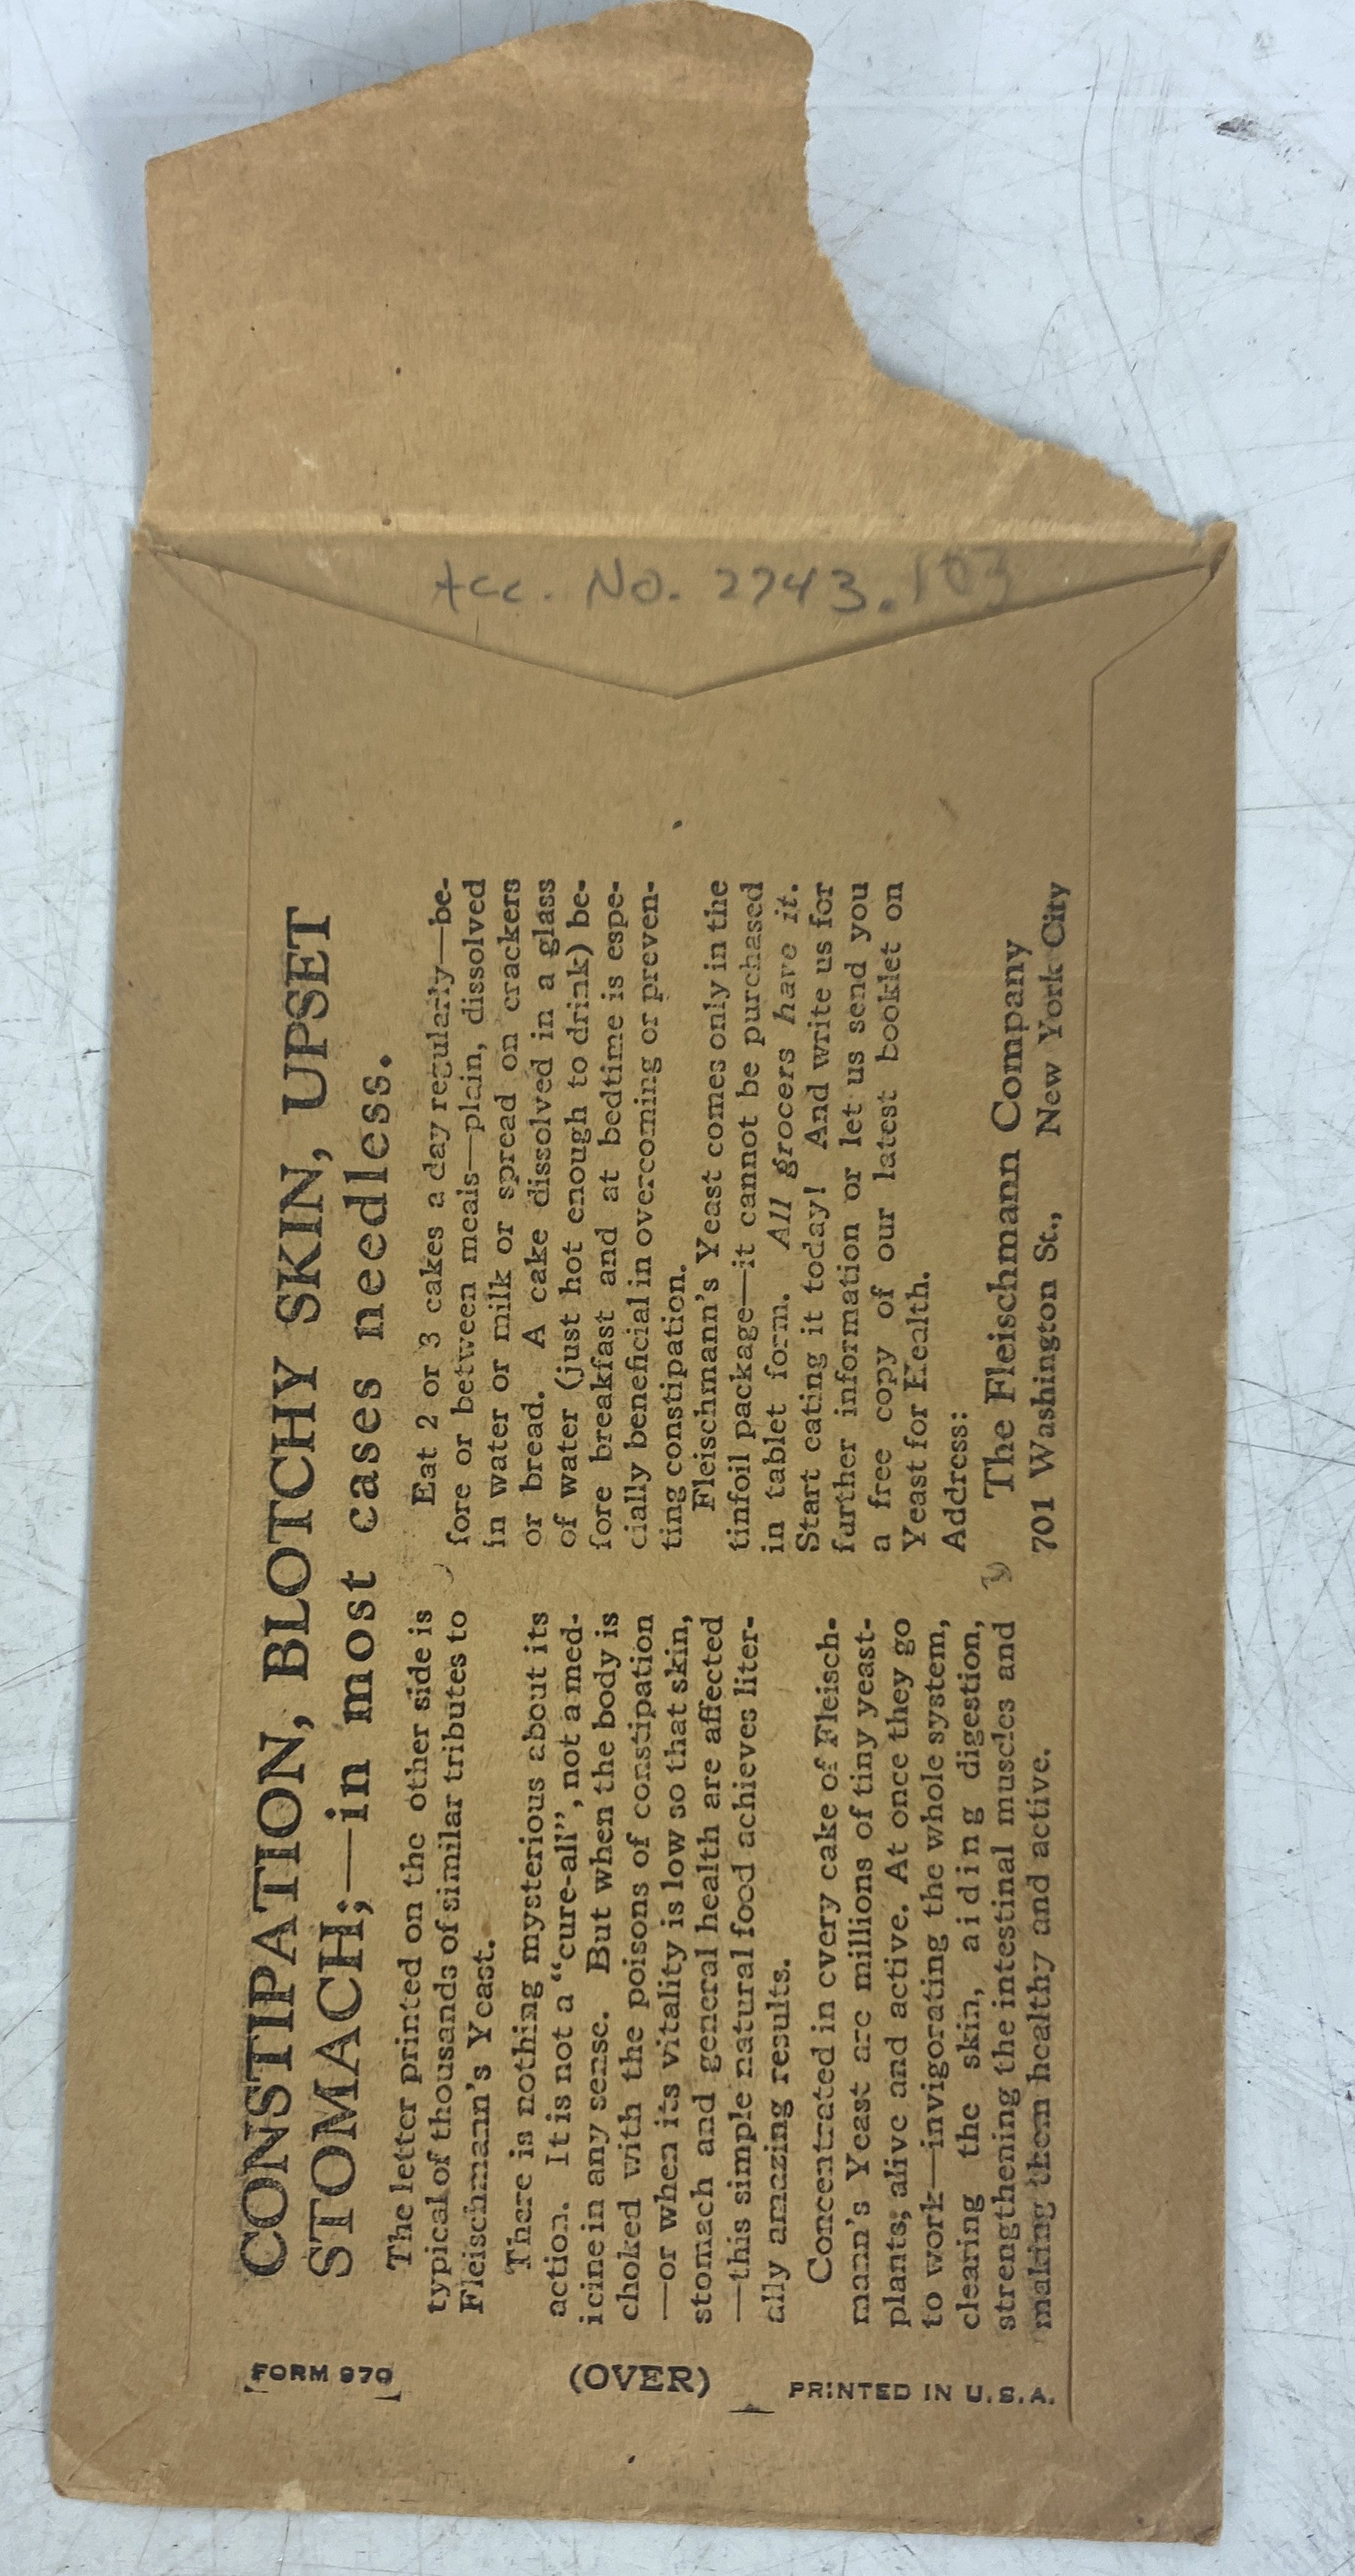 CONSTIPATION, BLOTCHY SKIN, UPSET
STOMACH;—in most cases needless.
The letter printed on the other side is
typical of thousands of similar tributes to
Fleischmann's Yeast.
There is nothing mysterious about its
action. It is not a "cure-all", not a med-
icine in any sense. But when the body is
choked with the poisons of constipation
—or when its vitality is low so that skin,
stomach and general health are affected
—this simple natural food achieves liter-
ally amazing results.
Concentrated in every cake of Fleisch-
mann's Yeast are millions of tiny yeast-
plants, alive and active. At once they go
to work—invigorating the whole system,
clearing the skin, aiding digestion,
strengthening the intestinal muscles and
making them healthy and active.
Eat 2 or 3 cakes a day regularly—be-
fore or between meals—plain, dissolved
in water or milk or spread on crackers
or bread. A cake dissolved in a glass
of water (just hot enough to drink) be-
fore breakfast and at bedtime is espe-
cially beneficial in overcoming or preven-
ting constipation.
Fleischmann's Yeast comes only in the
tinfoil package—it cannot be purchased
in tablet form. All grocers have it.
Start eating it today! And write us for
further information or let us send you
a free copy of our latest booklet on
Yeast for Health.
Address:
The Fleischmann Company
701 Washington St., New York City
FORM 970
(OVER)
PRINTED IN U.S.A.
Acc. No. 2743.103